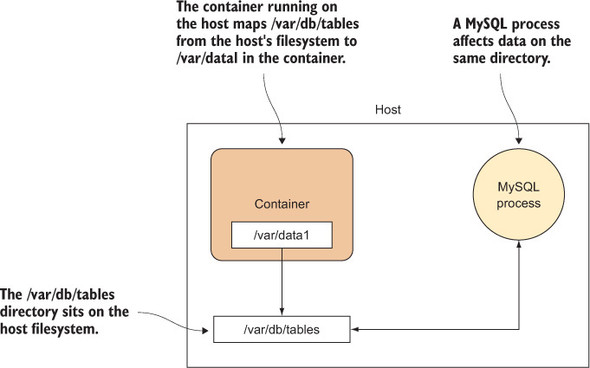 The container running on
the host maps /var/db/tables
from the host's filesystem to
/var/datal in the container.
A MySQL process
affects data on the
same directory.
Host
Container
/var/data1
MySQL
process
The /var/db/tables
directory sits on the
host filesystem.
/var/db/tables